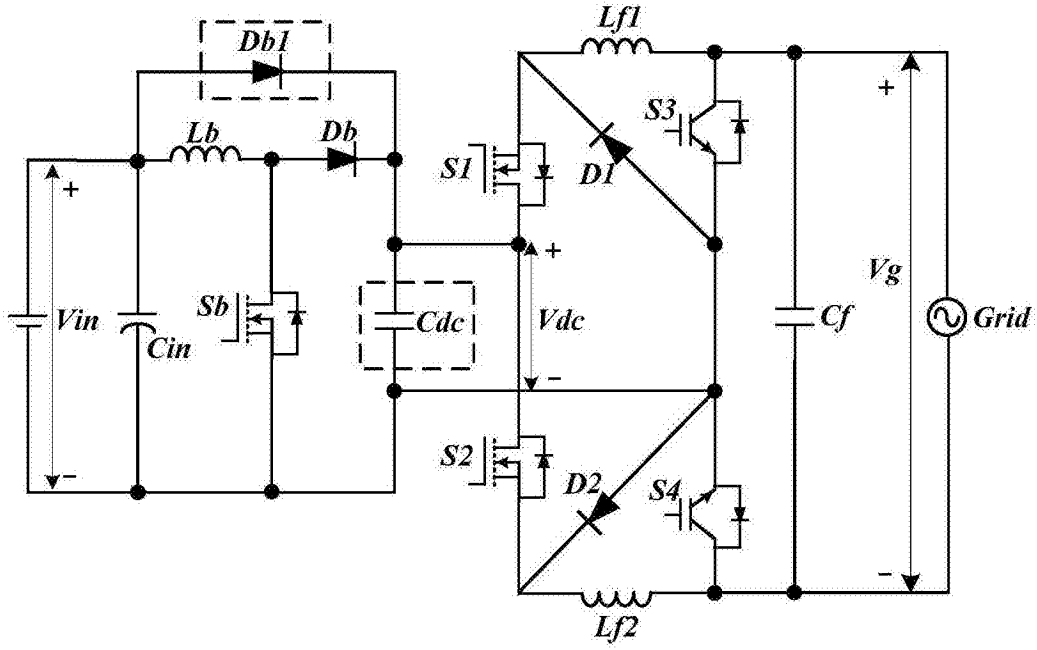 Lf1
Db1
Lb
Db
S3
S1
D1
+
+
+
Vg
Vin
Cin
Sb
Cdc
Vdc
Cf
Grid
−
S2
D2
S4
−
−
Lf2